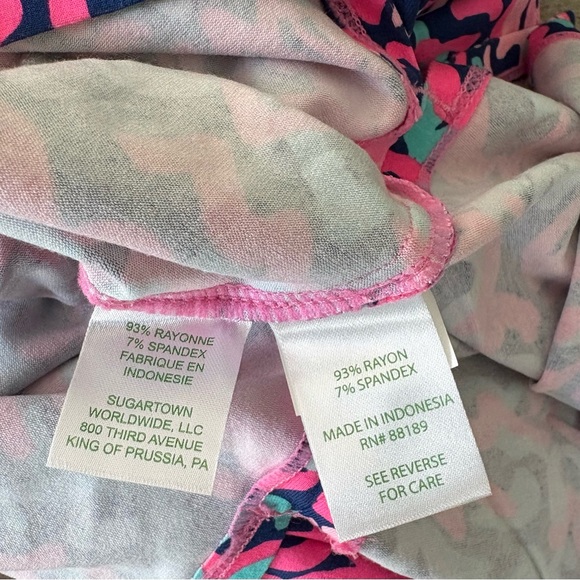 93% RAYONNE
7% SPANDEX
FABRIQUE EN
INDONESIE
SUGARTOWN
WORLDWIDE, LLC
800 THIRD AVENUE
KING OF PRUSSIA, PA
93% RAYON
7% SPANDEX
MADE IN INDONESIA
RN# 88189
SEE REVERSE
FOR CARE